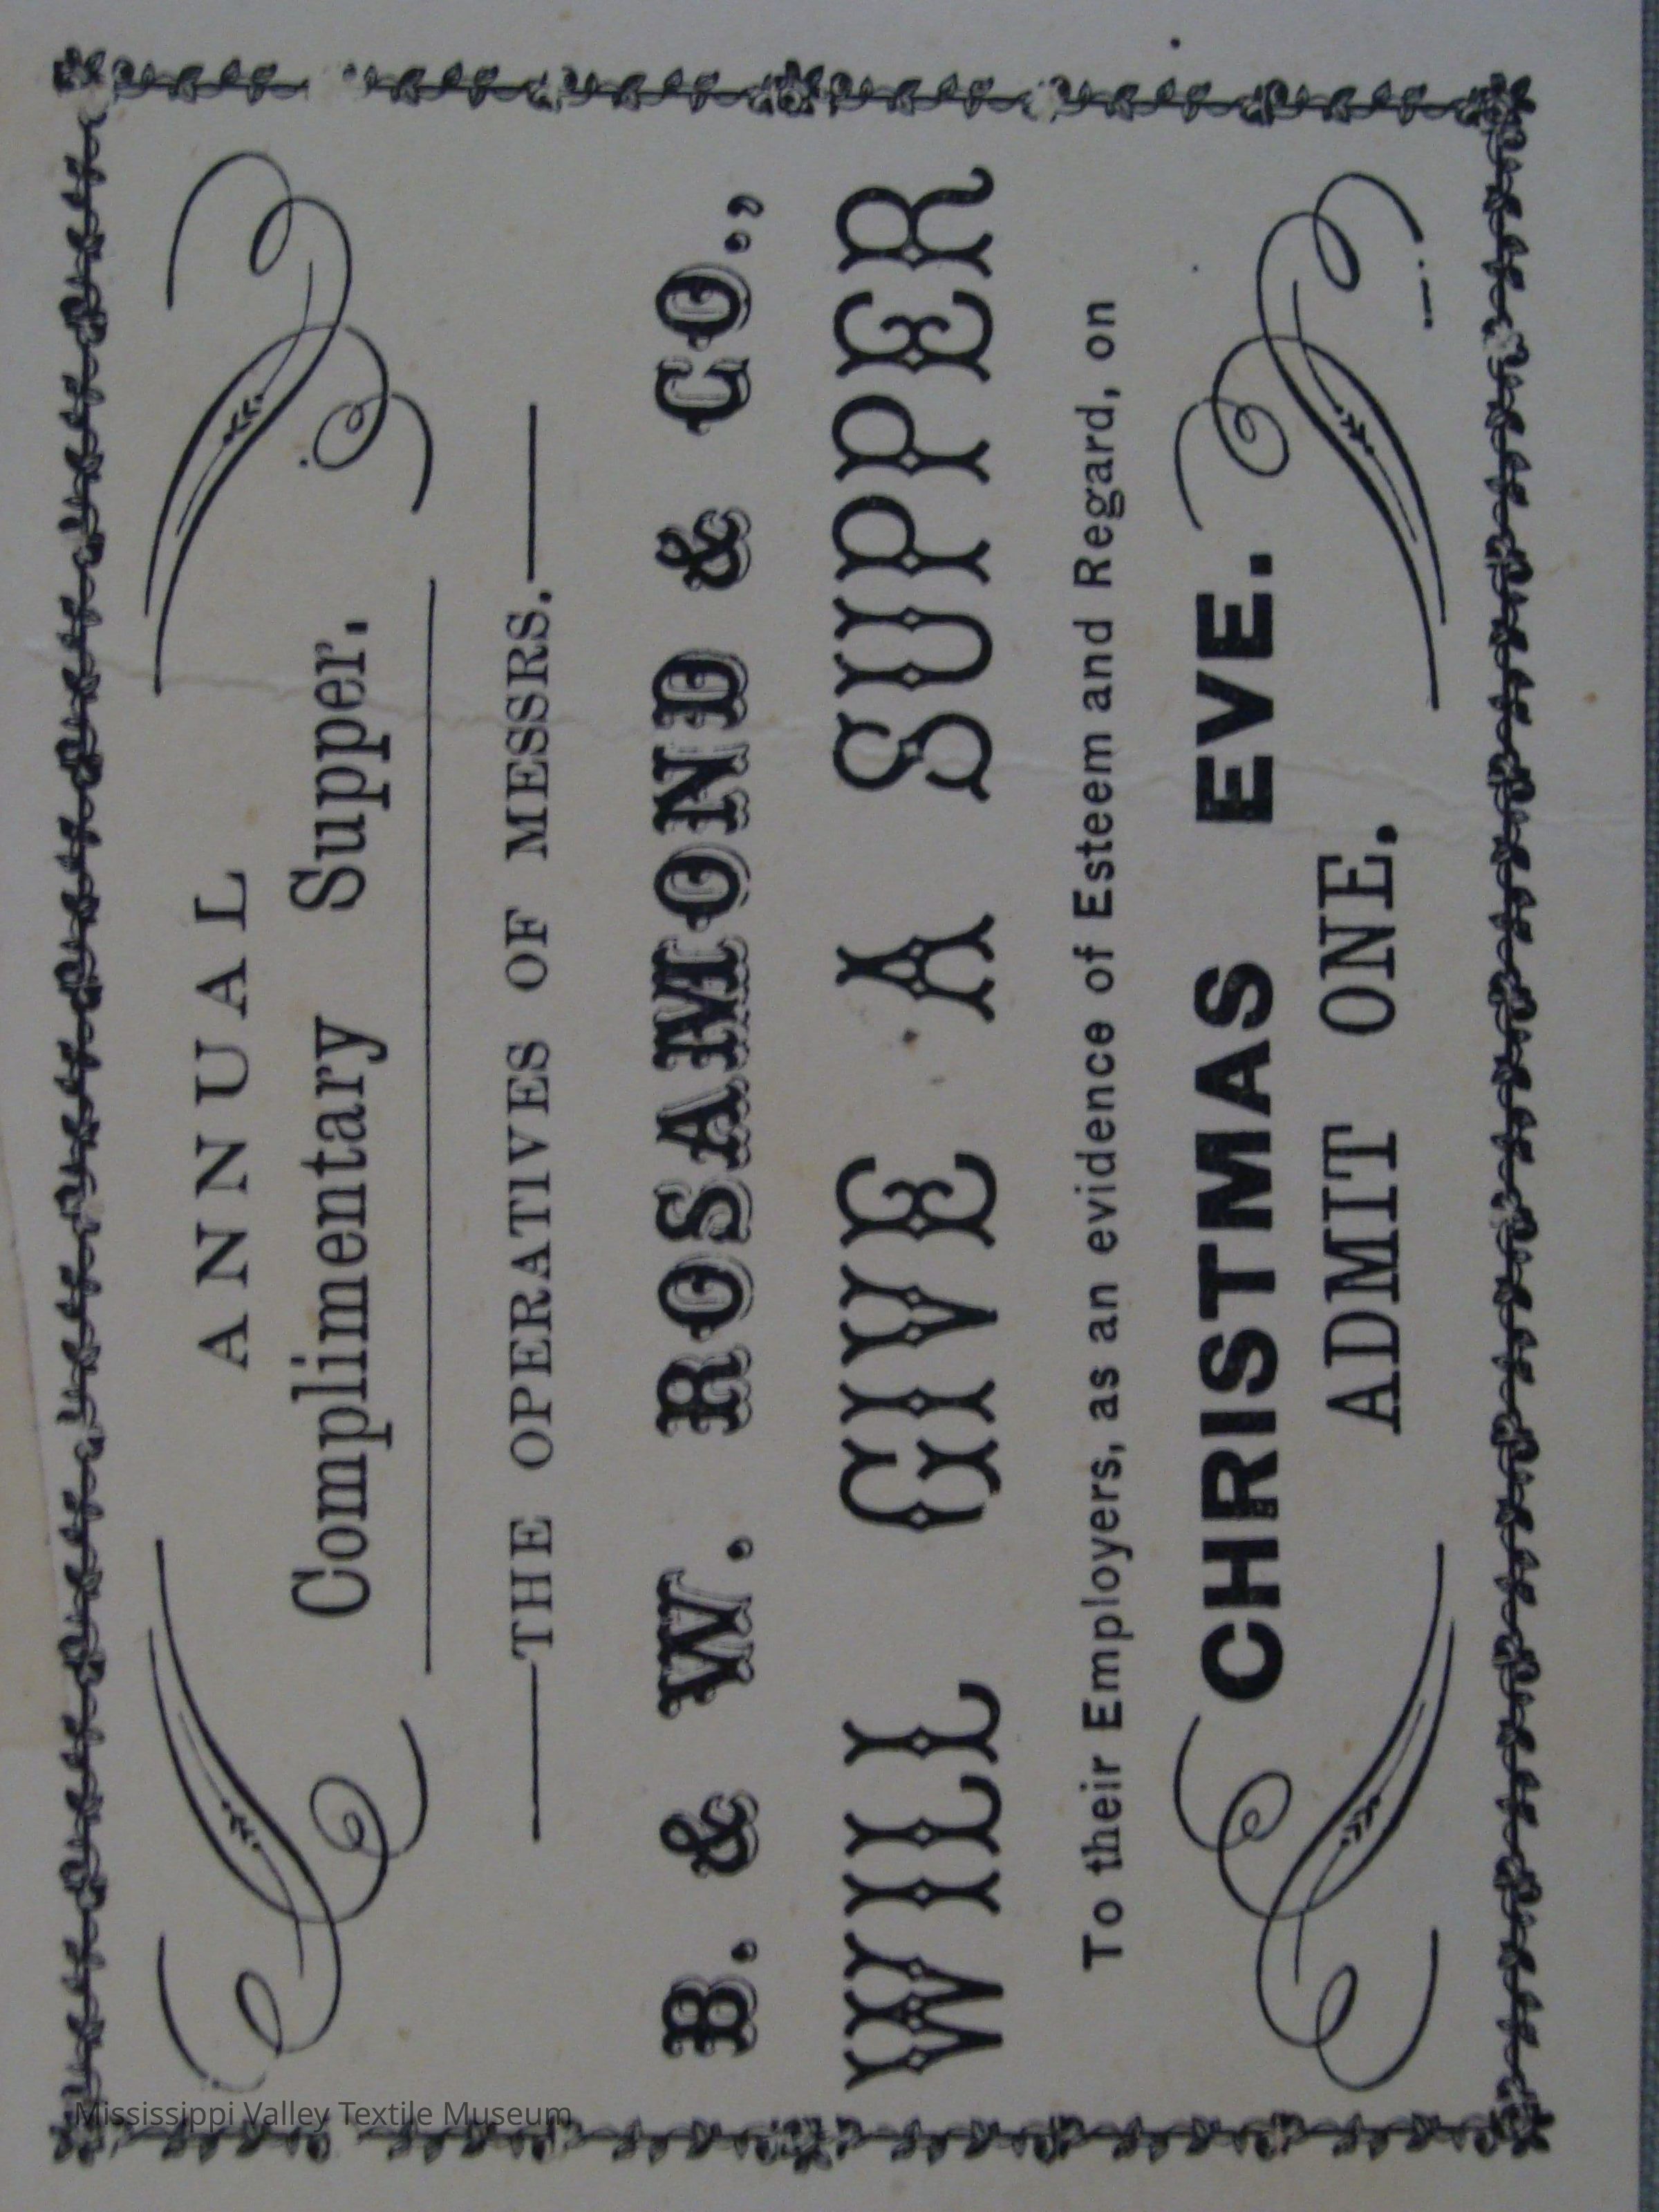 ANNUAL
Complimentary Supper.
THE OPERATIVES OF MESSRS.
B. & W. ROSAMOND & CO.,
WILL GIVE A SUPPER
To their Employers, as an evidence of Esteem and Regard, on
CHRISTMAS EVE.
ADMIT ONE.
Mississippi Valley Textile Museum